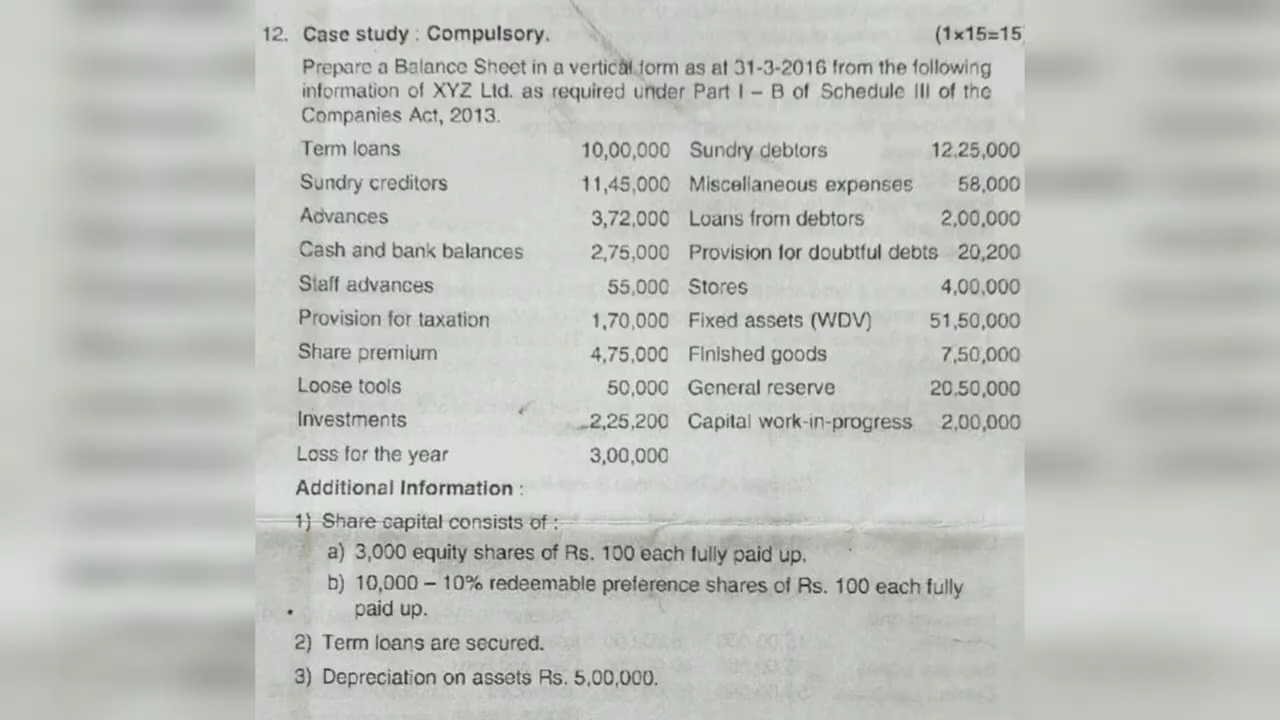 12. Case study : Compulsory. (1×15=15
Prepare a Balance Sheet in a vertical form as at 31-3-2016 from the following
information of XYZ Ltd. as required under Part I – B of Schedule III of the
Companies Act, 2013.
Term loans 10,00,000 Sundry debtors 12,25,000
Sundry creditors 11,45,000 Miscellaneous expenses 58,000
Advances 3,72,000 Loans from debtors 2,00,000
Cash and bank balances 2,75,000 Provision for doubtful debts 20,200
Staff advances 55,000 Stores 4,00,000
Provision for taxation 1,70,000 Fixed assets (WDV) 51,50,000
Share premium 4,75,000 Finished goods 7,50,000
Loose tools 50,000 General reserve 20,50,000
Investments 2,25,200 Capital work-in-progress 2,00,000
Loss for the year 3,00,000
Additional Information :
1) Share capital consists of :
a) 3,000 equity shares of Rs. 100 each fully paid up.
b) 10,000 – 10% redeemable preference shares of Rs. 100 each fully
paid up.
2) Term loans are secured.
3) Depreciation on assets Rs. 5,00,000.